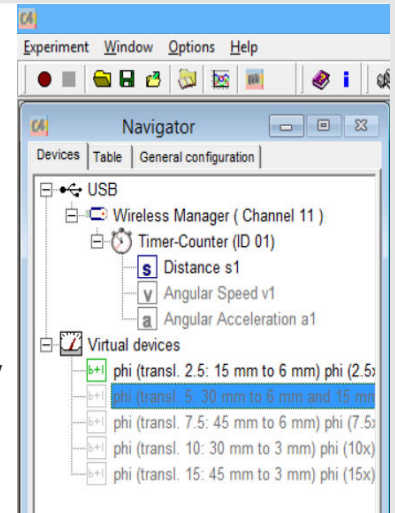 C4
Experiment Window Options Help
C4 Navigator
Devices Table General configuration
USB
Wireless Manager ( Channel 11 )
Timer-Counter (ID 01)
s Distance s1
v Angular Speed v1
a Angular Acceleration a1
Virtual devices
b+l phi (transl. 2.5: 15 mm to 6 mm) phi (2.5x
b+l phi (transl. 5: 30 mm to 6 mm and 15 mm
b+l phi (transl. 7.5: 45 mm to 6 mm) phi (7.5x
b+l phi (transl. 10: 30 mm to 3 mm) phi (10x)
b+l phi (transl. 15: 45 mm to 3 mm) phi (15x)